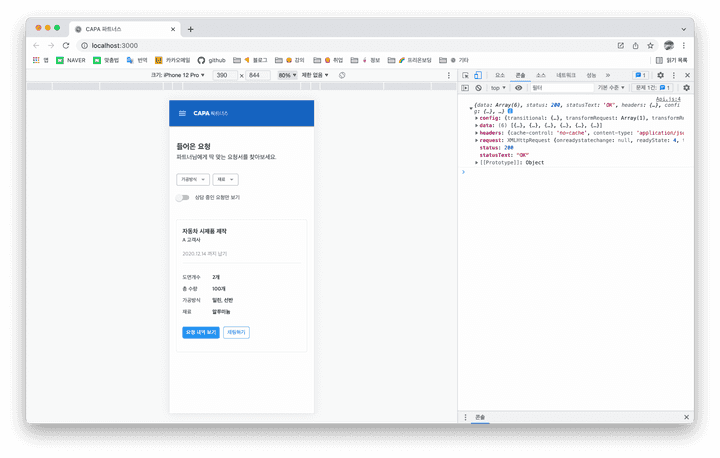 CAPA 파트너스
localhost:3000
앱 NAVER 맞춤법 번역 카카오메일 github 블로그 강의 취업 정보 프리온보딩 기타 읽기 목록
크기: iPhone 12 Pro 390 × 844 80% 제한 없음
요소 콘솔 소스 네트워크 성능 1
top 필터 기본 수준 문제 1건: 1
Api.js:4
{data: Array(6), status: 200, statusText: "OK", headers: {…}, config: {…}, …}
config: {transitional: {…}, transformRequest: Array(1), transformRe
data: (6) [{…}, {…}, {…}, {…}, {…}, {…}]
headers: {cache-control: "no-cache", content-type: "application/jso
request: XMLHttpRequest {onreadystatechange: null, readyState: 4,
status: 200
statusText: "OK"
[[Prototype]]: Object
CAPA 파트너스
들어온 요청
파트너님에게 딱 맞는 요청서를 찾아보세요.
가공방식 재료
상담 중인 요청만 보기
자동차 시제품 제작
A 고객사
2020.12.14 까지 납기
도면개수 2개
총 수량 100개
가공방식 밀링, 선반
재료 알루미늄
요청 내역 보기 채팅하기
콘솔